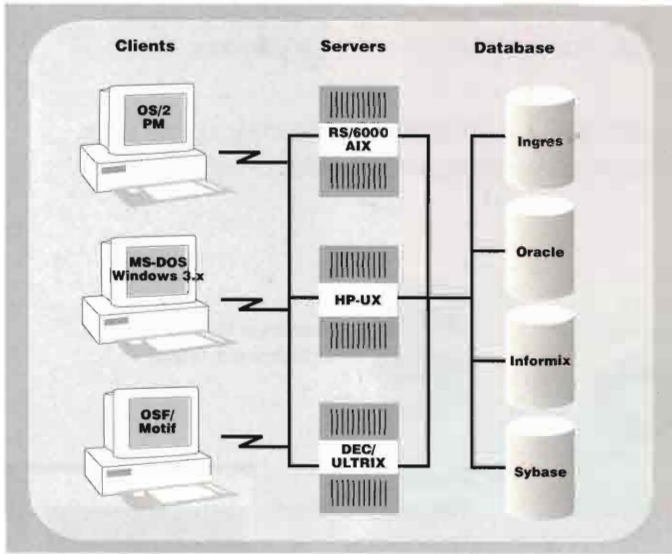 Clients
Servers
Database
OS/2
PM
RS/6000
AIX
Ingres
MS-DOS
Windows 3.x
HP-UX
Oracle
Informix
OSF/
Motif
DEC/
ULTRIX
Sybase